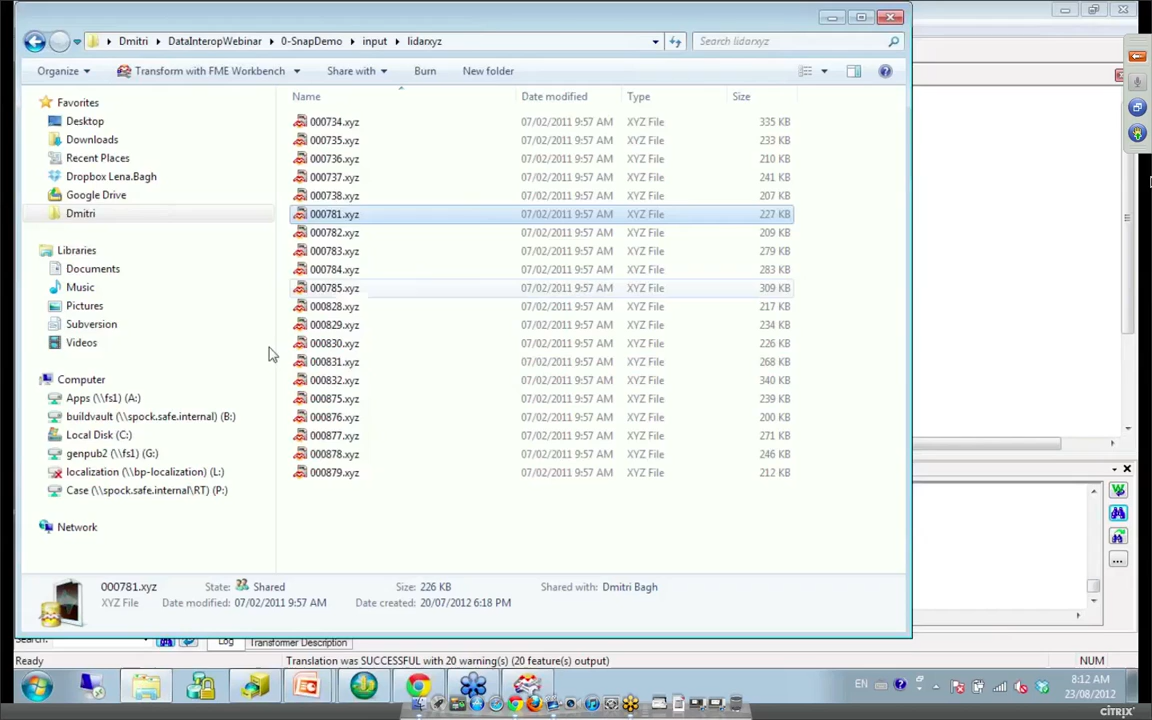 Dmitri DataInteropWebinar 0-SnapDemo input lidarxyz Search lidarxyz
Organize Transform with FME Workbench Share with Burn New folder
Name Date modified Type Size
Favorites
Desktop
Downloads
Recent Places
Dropbox Lena.Bagh
Google Drive
Dmitri
Libraries
Documents
Music
Pictures
Subversion
Videos
Computer
Apps (\\fs1) (A:)
buildvault (\\spock.safe.internal) (B:)
Local Disk (C:)
genpub2 (\\fs1) (G:)
localization (\\bp-localization) (L:)
Case (\\spock.safe.internal\RT) (P:)
Network
000734.xyz 07/02/2011 9:57 AM XYZ File 335 KB
000735.xyz 07/02/2011 9:57 AM XYZ File 233 KB
000736.xyz 07/02/2011 9:57 AM XYZ File 210 KB
000737.xyz 07/02/2011 9:57 AM XYZ File 241 KB
000738.xyz 07/02/2011 9:57 AM XYZ File 207 KB
000781.xyz 07/02/2011 9:57 AM XYZ File 227 KB
000782.xyz 07/02/2011 9:57 AM XYZ File 209 KB
000783.xyz 07/02/2011 9:57 AM XYZ File 279 KB
000784.xyz 07/02/2011 9:57 AM XYZ File 283 KB
000785.xyz 07/02/2011 9:57 AM XYZ File 309 KB
000828.xyz 07/02/2011 9:57 AM XYZ File 217 KB
000829.xyz 07/02/2011 9:57 AM XYZ File 234 KB
000830.xyz 07/02/2011 9:57 AM XYZ File 226 KB
000831.xyz 07/02/2011 9:57 AM XYZ File 268 KB
000832.xyz 07/02/2011 9:57 AM XYZ File 340 KB
000875.xyz 07/02/2011 9:57 AM XYZ File 239 KB
000876.xyz 07/02/2011 9:57 AM XYZ File 200 KB
000877.xyz 07/02/2011 9:57 AM XYZ File 271 KB
000878.xyz 07/02/2011 9:57 AM XYZ File 246 KB
000879.xyz 07/02/2011 9:57 AM XYZ File 212 KB
000781.xyz State: Shared Size: 226 KB Shared with: Dmitri Bagh
XYZ File Date modified: 07/02/2011 9:57 AM Date created: 20/07/2012 6:18 PM
Search: Log Transformer Description
Ready Translation was SUCCESSFUL with 20 warning(s) (20 feature(s) output) NUM
EN 8:12 AM
23/08/2012
CITRIX